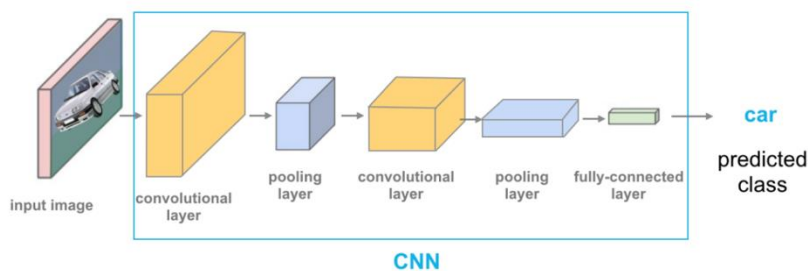 input image
convolutional
layer
pooling
layer
convolutional
layer
pooling
layer
fully-connected
layer
car
predicted
class
CNN